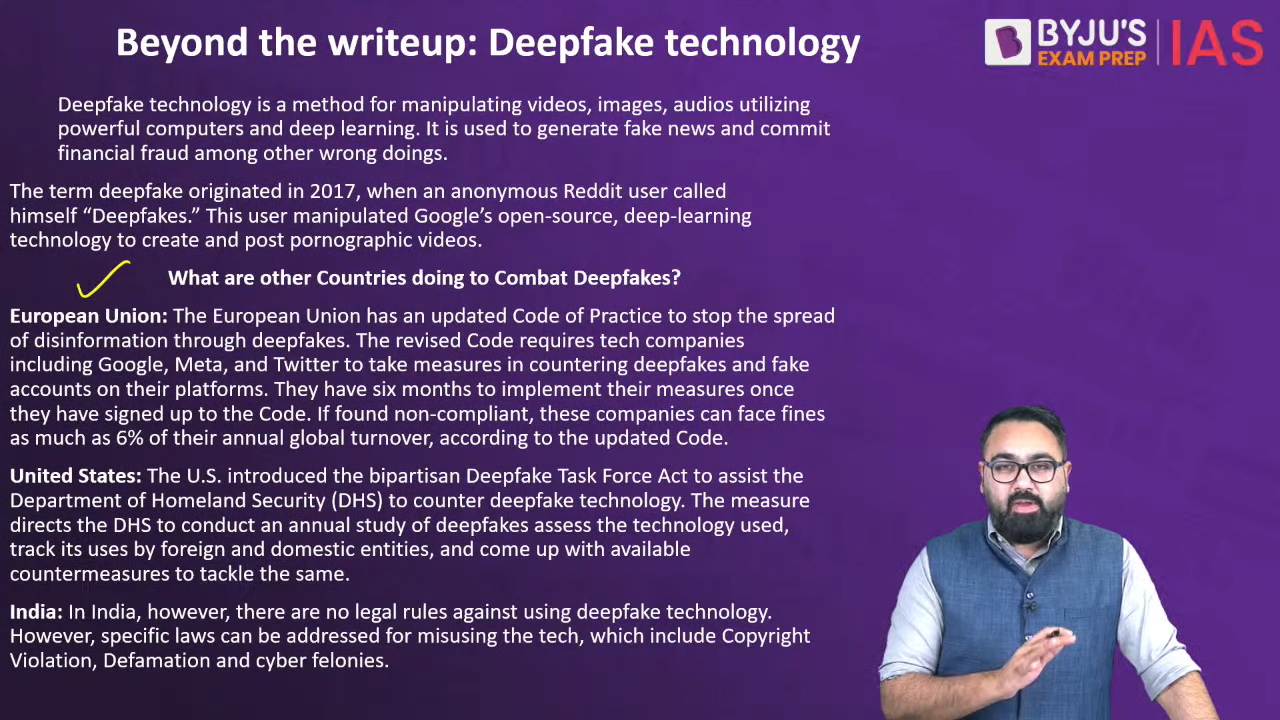 Beyond the writeup: Deepfake technology
BYJU'S
EXAM PREP
IAS
Deepfake technology is a method for manipulating videos, images, audios utilizing
powerful computers and deep learning. It is used to generate fake news and commit
financial fraud among other wrong doings.
The term deepfake originated in 2017, when an anonymous Reddit user called
himself “Deepfakes.” This user manipulated Google’s open-source, deep-learning
technology to create and post pornographic videos.
What are other Countries doing to Combat Deepfakes?
European Union: The European Union has an updated Code of Practice to stop the spread
of disinformation through deepfakes. The revised Code requires tech companies
including Google, Meta, and Twitter to take measures in countering deepfakes and fake
accounts on their platforms. They have six months to implement their measures once
they have signed up to the Code. If found non-compliant, these companies can face fines
as much as 6% of their annual global turnover, according to the updated Code.
United States: The U.S. introduced the bipartisan Deepfake Task Force Act to assist the
Department of Homeland Security (DHS) to counter deepfake technology. The measure
directs the DHS to conduct an annual study of deepfakes assess the technology used,
track its uses by foreign and domestic entities, and come up with available
countermeasures to tackle the same.
India: In India, however, there are no legal rules against using deepfake technology.
However, specific laws can be addressed for misusing the tech, which include Copyright
Violation, Defamation and cyber felonies.